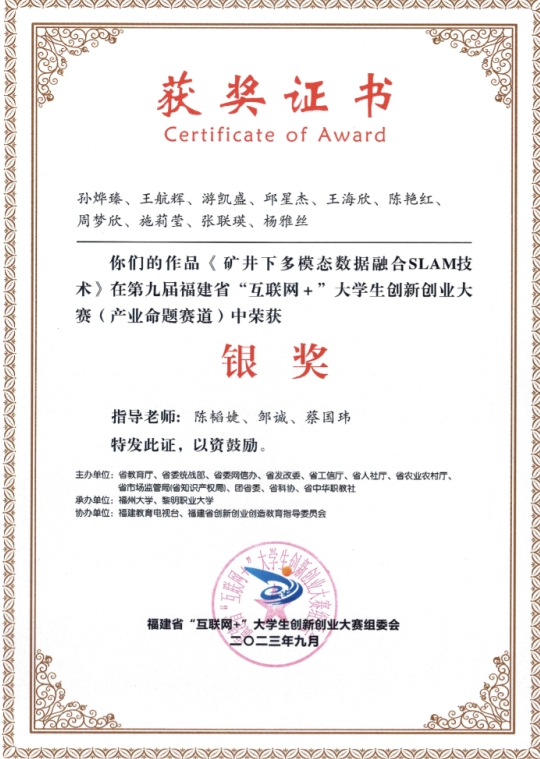 获奖证书
Certificate of Award
孙烨臻、王航辉、游凯盛、邱星杰、王海欣、陈艳红、
周梦欣、施莉莹、张联瑛、杨雅丝
你们的作品《矿井下多模态数据融合SLAM技
术》在第九届福建省“互联网＋”大学生创新创业大
赛（产业命题赛道）中荣获
银奖
指导老师：陈韬婕、邹诚、蔡国玮
特发此证，以资鼓励。
主办单位：省教育厅、省委统战部、省委网信办、省发改委、省工信厅、省人社厅、省农业农村厅、
省市场监管局(省知识产权局)、团省委、省科协、省中华职教社
承办单位：福州大学、黎明职业大学
协办单位：福建教育电视台、福建省创新创业创造教育指导委员会
福建省“互联网+”大学生创新创业大赛组委会
二〇二三年九月